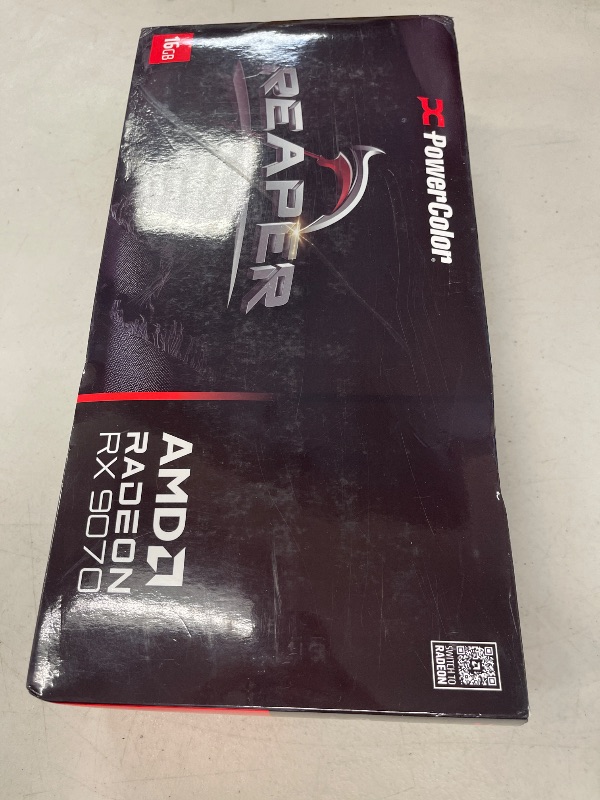 PowerColor
16GB
REAPER
AMD
RADEON
RX 9070
SWITCH TO
RADEON